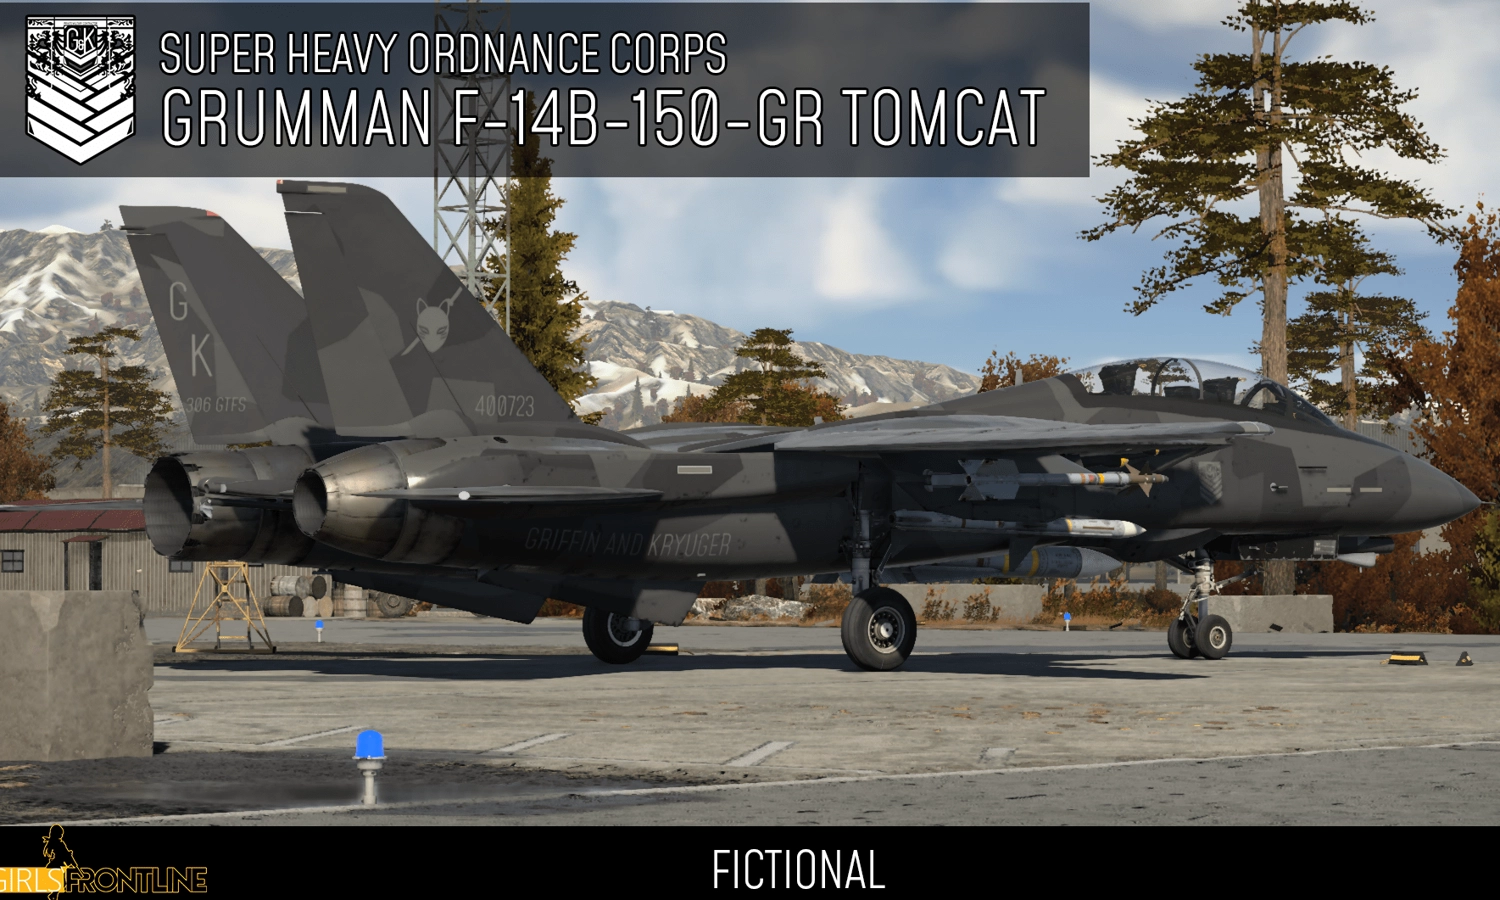 G&K
SUPER HEAVY ORDNANCE CORPS
GRUMMAN F-14B-150-GR TOMCAT
G
K
306 GTFS
400723
GRIFFIN AND KRYUGER
GIRLS FRONTLINE
FICTIONAL